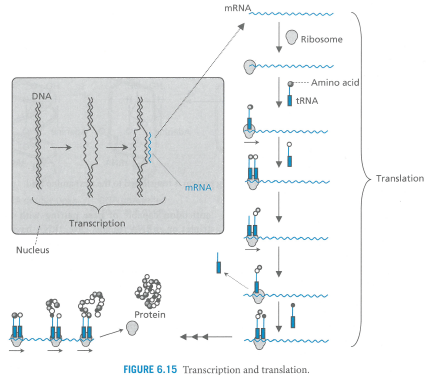 mRNA
Ribosome
Amino acid
tRNA
DNA
mRNA
Translation
Transcription
Nucleus
Protein
FIGURE 6.15 Transcription and translation.